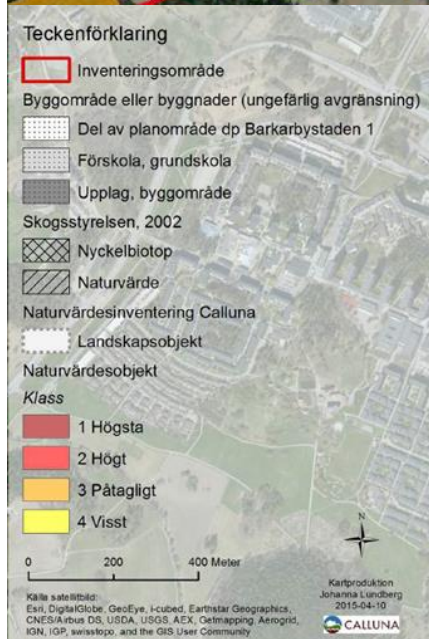 Teckenförklaring
Inventeringsområde
Byggområde eller byggnader (ungefärlig avgränsning)
Del av planområde dp Barkarbystaden 1
Förskola, grundskola
Upplag, byggområde
Skogsstyrelsen, 2002
Nyckelbiotop
Naturvärde
Naturvärdesinventering Calluna
Landskapsobjekt
Naturvärdesobjekt
Klass
1 Högsta
2 Högt
3 Påtagligt
4 Visst
N
0 200 400 Meter
Källa satellitbild:
Esri, DigitalGlobe, GeoEye, i-cubed, Earthstar Geographics,
CNES/Airbus DS, USDA, USGS, AEX, Getmapping, Aerogrid,
IGN, IGP, swisstopo, and the GIS User Community
Kartproduktion
Johanna Lundberg
2015-04-10
CALLUNA